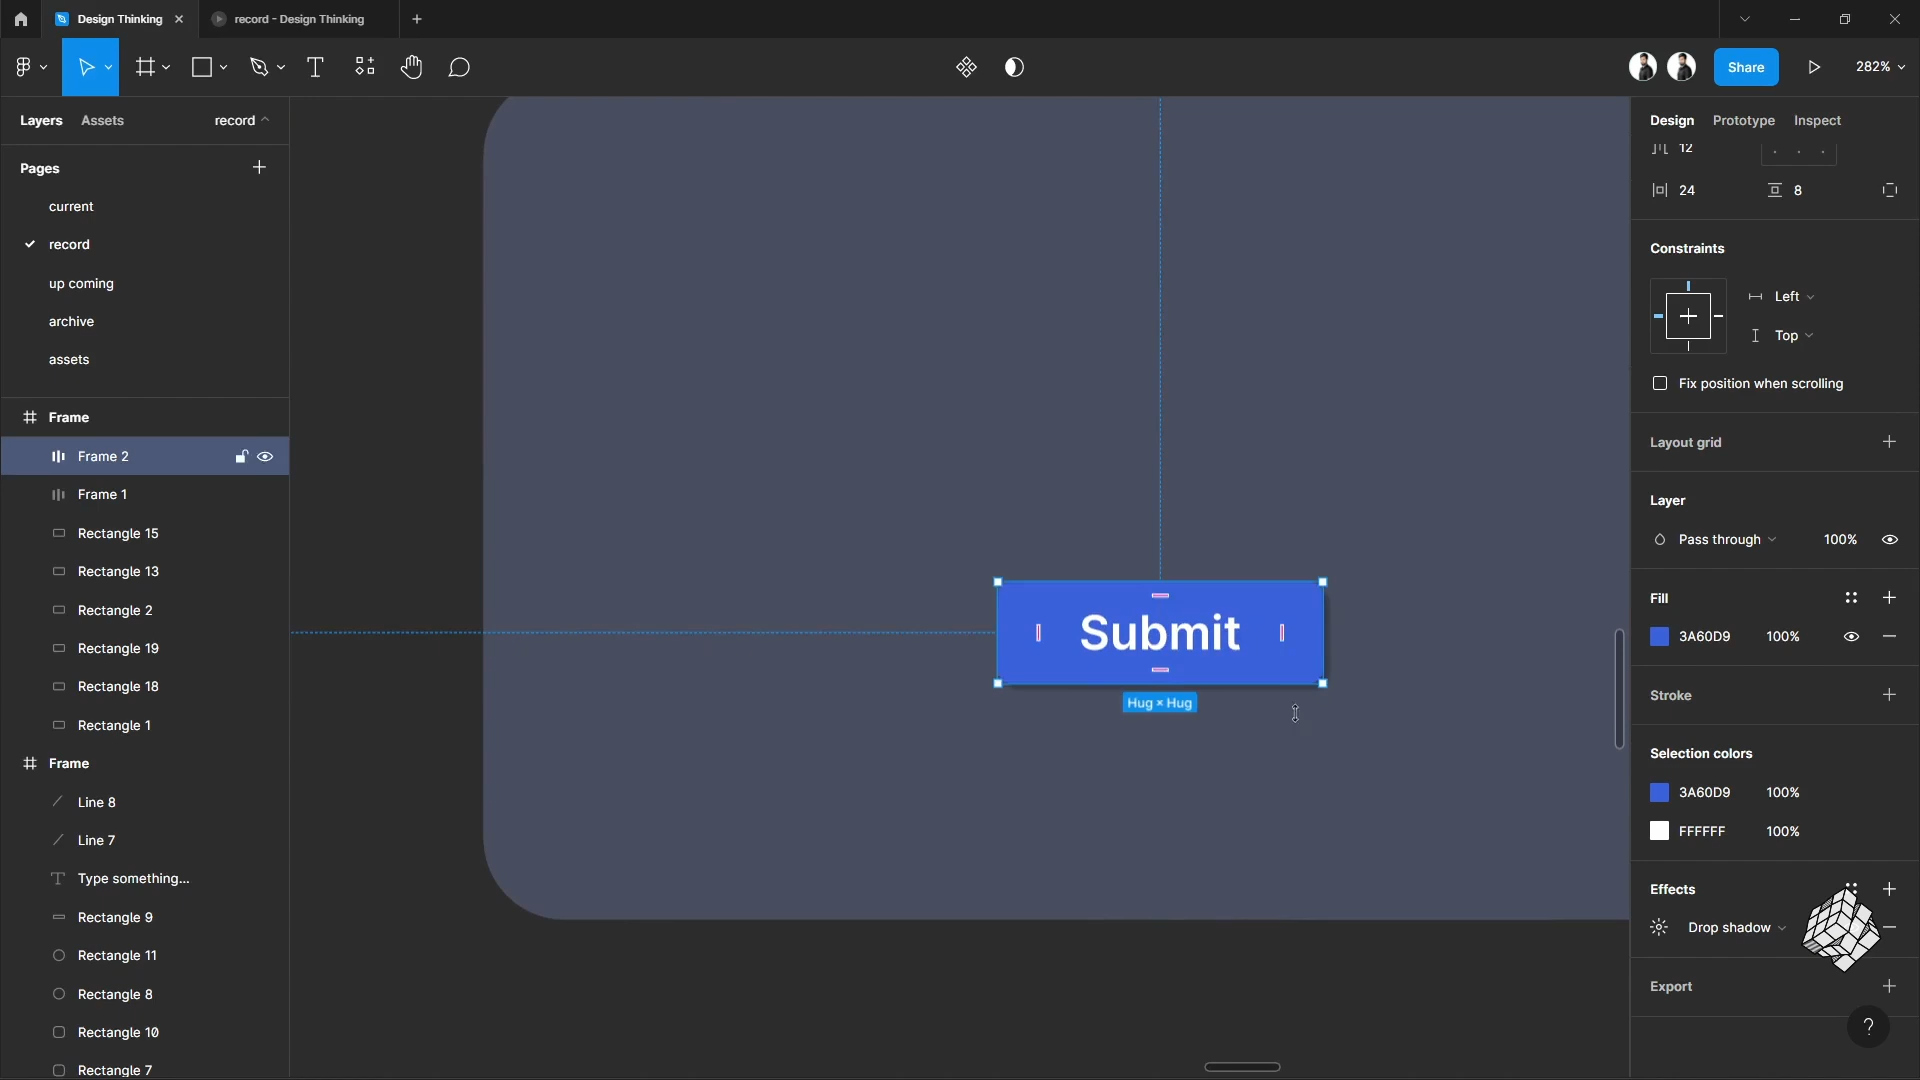 Design Thinking
record - Design Thinking
Share
282%
Layers
Assets
record
Pages
current
record
up coming
archive
assets
Frame
Frame 2
Frame 1
Rectangle 15
Rectangle 13
Rectangle 2
Rectangle 19
Rectangle 18
Rectangle 1
Frame
Line 8
Line 7
Type something...
Rectangle 9
Rectangle 11
Rectangle 8
Rectangle 10
Rectangle 7
Submit
Hug × Hug
Design
Prototype
Inspect
12
24
8
Constraints
Left
Top
Fix position when scrolling
Layout grid
Layer
Pass through
100%
Fill
3A60D9
100%
Stroke
Selection colors
3A60D9
100%
FFFFFF
100%
Effects
Drop shadow
Export
?